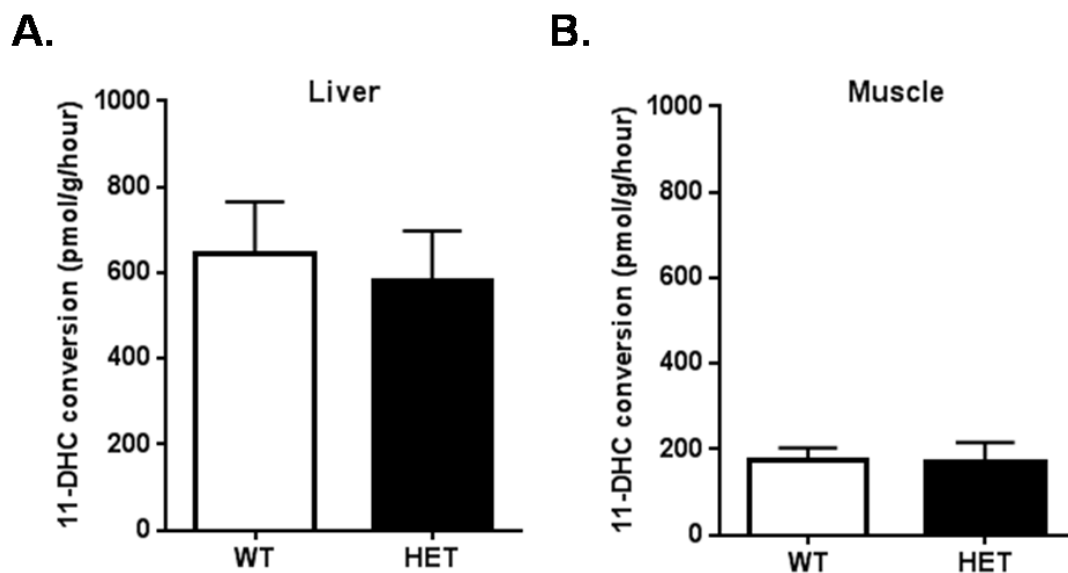 A.
Liver
11-DHC conversion (pmol/g/hour)
1000
800
600
400
200
0
WT HET
B.
Muscle
11-DHC conversion (pmol/g/hour)
1000
800
600
400
200
0
WT HET